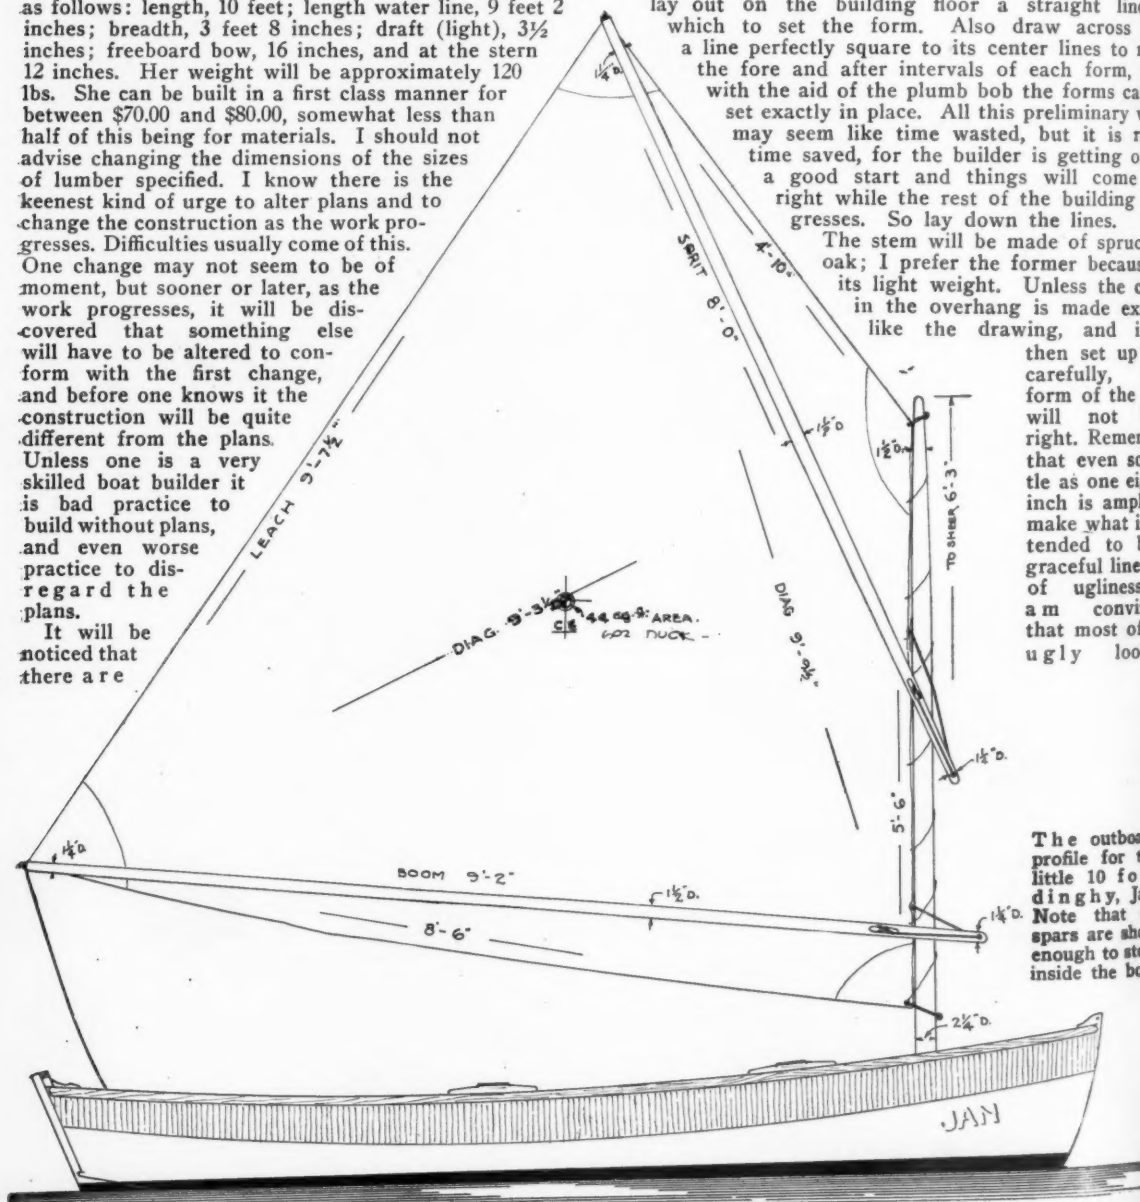 as follows: length, 10 feet; length water line, 9 feet 2
inches; breadth, 3 feet 8 inches; draft (light), 3½
inches; freeboard bow, 16 inches, and at the stern
12 inches. Her weight will be approximately 120
lbs. She can be built in a first class manner for
between $70.00 and $80.00, somewhat less than
half of this being for materials. I should not
advise changing the dimensions of the sizes
of lumber specified. I know there is the
keenest kind of urge to alter plans and to
change the construction as the work pro-
gresses. Difficulties usually come of this.
One change may not seem to be of
moment, but sooner or later, as the
work progresses, it will be dis-
covered that something else
will have to be altered to con-
form with the first change,
and before one knows it the
construction will be quite
different from the plans.
Unless one is a very
skilled boat builder it
is bad practice to
build without plans,
and even worse
practice to dis-
regard the
plans.
It will be
noticed that
there are
lay out on the building floor a straight line
which to set the form. Also draw across
a line perfectly square to its center lines to
the fore and after intervals of each form,
with the aid of the plumb bob the forms ca
set exactly in place. All this preliminary
may seem like time wasted, but it is
time saved, for the builder is getting o
a good start and things will come
right while the rest of the building
gresses. So lay down the lines.
The stem will be made of spruc
oak; I prefer the former becaus
its light weight. Unless the
in the overhang is made ex
like the drawing, and i
then set up
carefully,
form of the
will not
right. Remen
that even so
tle as one ei
inch is ampl
make what i
tended to
graceful line
of ugliness
am convi
that most of
ugly loo
1¼"D.
4'-10"
SPRIT 8'-0"
1½"D
1½"D.
TO SHEER, 6'-3"
LEACH 9'-7½"
DIAG. 9'-3¼"
C E
44 sq. ft. AREA.
6 oz DUCK -
DIAG 9'-9½"
1½"D.
5'-6"
1¼"D
BOOM 9'-2"
1½"D.
1¼"D.
8'-6"
2¼"D.
The outboa
profile for t
little 10 fo
dinghy, Ja
Note that
spars are sho
enough to sto
inside the bo
JAN